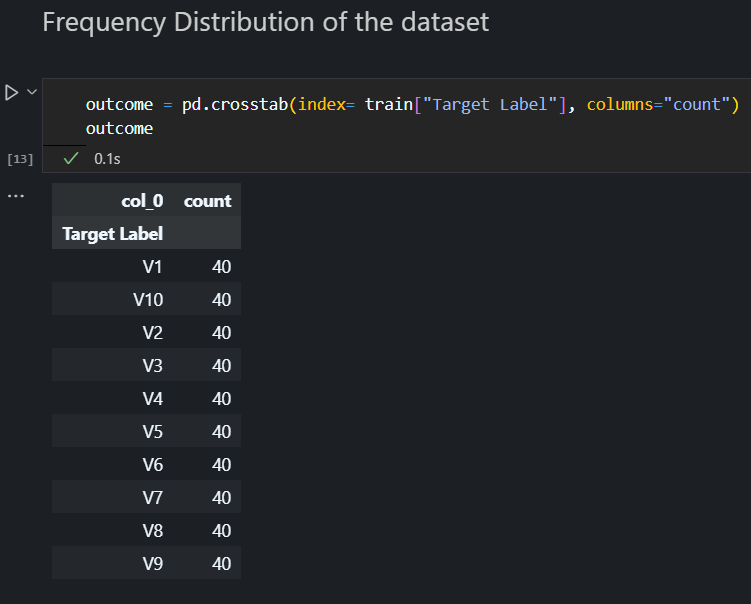 Frequency Distribution of the dataset
outcome = pd.crosstab(index= train["Target Label"], columns="count")
outcome
[13] 0.1s
... col_0 count
Target Label
V1 40
V10 40
V2 40
V3 40
V4 40
V5 40
V6 40
V7 40
V8 40
V9 40